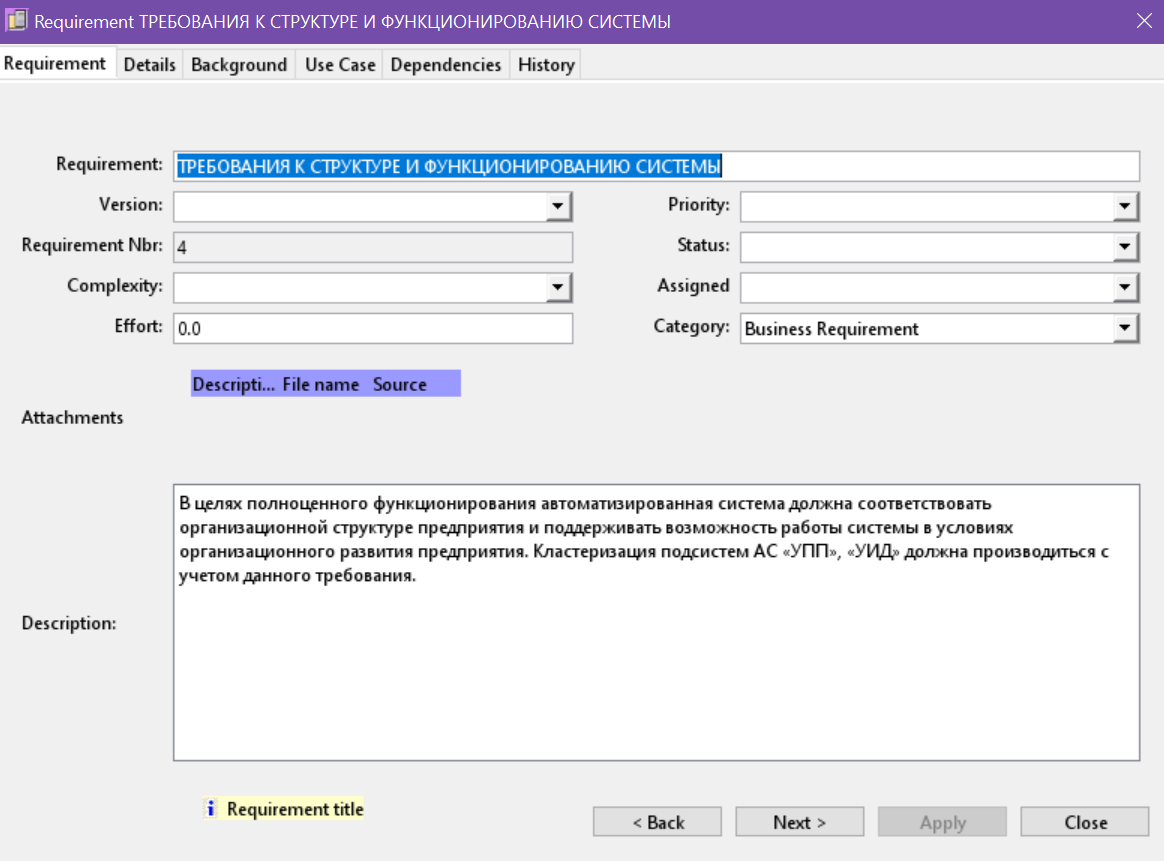 Requirement ТРЕБОВАНИЯ К СТРУКТУРЕ И ФУНКЦИОНИРОВАНИЮ СИСТЕМЫ
Requirement Details Background Use Case Dependencies History
Requirement: ТРЕБОВАНИЯ К СТРУКТУРЕ И ФУНКЦИОНИРОВАНИЮ СИСТЕМЫ
Version: Priority:
Requirement Nbr: 4 Status:
Complexity: Assigned
Effort: 0.0 Category: Business Requirement
Descripti... File name Source
Attachments
В целях полноценного функционирования автоматизированная система должна соответствовать
организационной структуре предприятия и поддерживать возможность работы системы в условиях
организационного развития предприятия. Кластеризация подсистем АС «УПП», «УИД» должна производиться с
учетом данного требования.
Description:
Requirement title
< Back Next > Apply Close